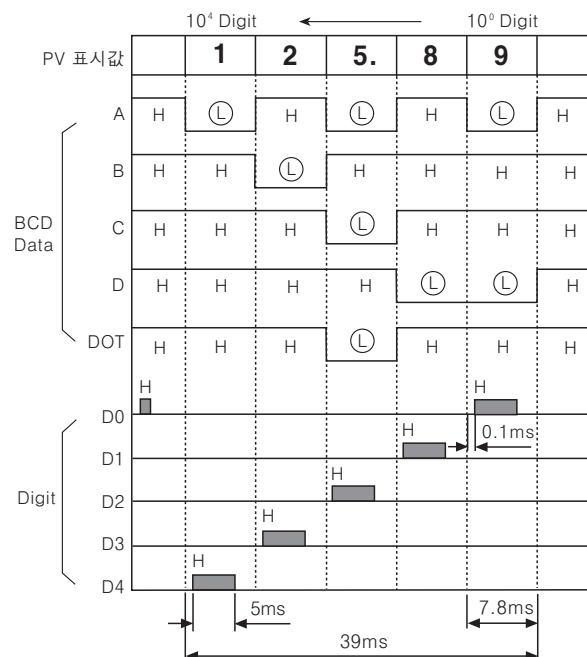 10⁴ Digit 10⁰ Digit
PV 표시값 1 2 5. 8 9
A H L H L H L H
B H H L H H H H
C H H H L H H H
D H H H H L L H
DOT H H H L H H H
BCD
Data
D0 H H
0.1ms
D1 H
D2 H
D3 H
D4 H
Digit
5ms 7.8ms
39ms